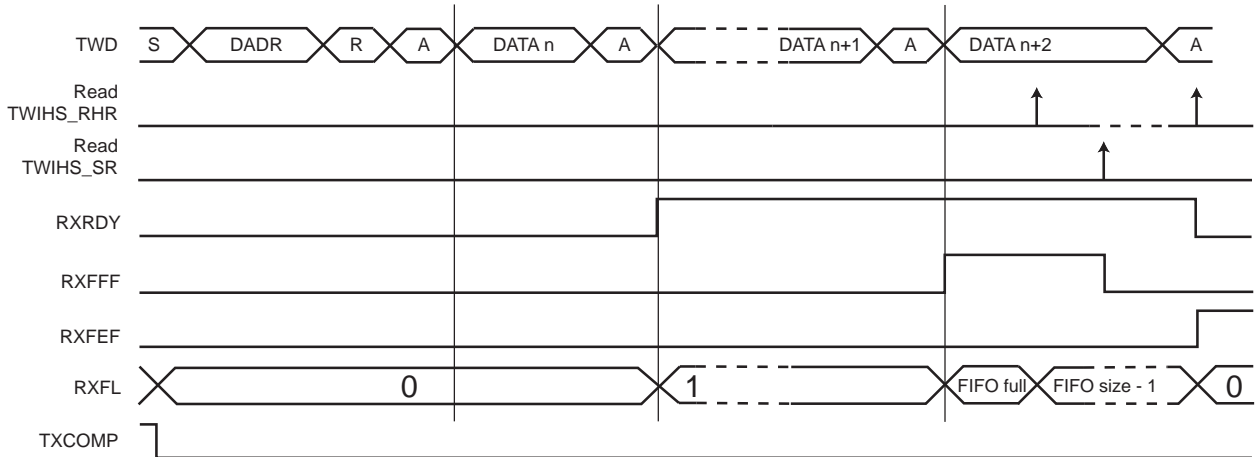 TWD S DADR R A DATA n A DATA n+1 A DATA n+2 A
Read
TWIHS_RHR
Read
TWIHS_SR
RXRDY
RXFFF
RXFEF
RXFL 0 1 FIFO full FIFO size - 1 0
TXCOMP